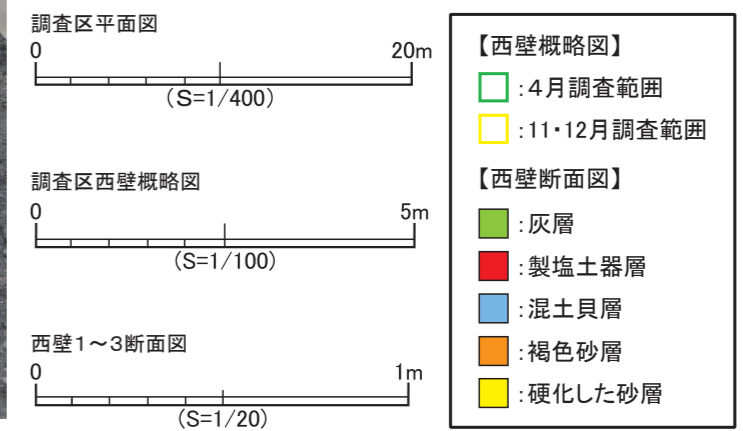 調査区平面図
0 20m
(S=1/400)
調査区西壁概略図
0 5m
(S=1/100)
西壁1～3断面図
0 1m
(S=1/20)
【西壁概略図】
:4月調査範囲
:11・12月調査範囲
【西壁断面図】
:灰層
:製塩土器層
:混土貝層
:褐色砂層
:硬化した砂層